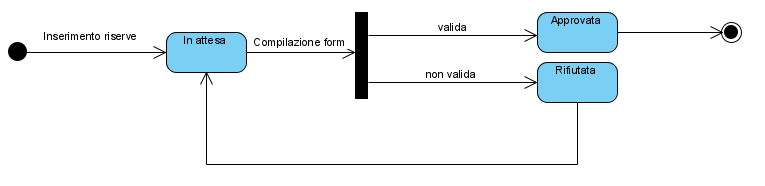 Inserimento riserve
In attesa
Compilazione form
valida
Approvata
non valida
Rifiutata